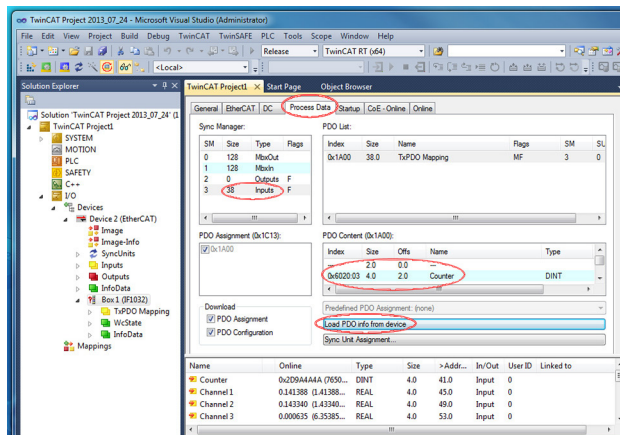 TwinCAT Project 2013_07_24 - Microsoft Visual Studio (Administrator)
File Edit View Project Build Debug TwinCAT TwinSAFE PLC Tools Scope Window Help
Release TwinCAT RT (x64)
<Local>
Solution Explorer
TwinCAT Project1 Start Page Object Browser
General EtherCAT DC Process Data Startup CoE - Online Online
Solution 'TwinCAT Project 2013_07_24' (1
TwinCAT Project1
SYSTEM
MOTION
PLC
SAFETY
C++
I/O
Devices
Device 2 (EtherCAT)
Image
Image-Info
SyncUnits
Inputs
Outputs
InfoData
Box 1 (IF1032)
TxPDO Mapping
WcState
InfoData
Mappings
Sync Manager:
SM Size Type Flags
0 128 MbxOut
1 128 MbxIn
2 0 Outputs F
3 38 Inputs F
PDO List:
Index Size Name Flags SM SU
0x1A00 38.0 TxPDO Mapping MF 3 0
PDO Assignment (0x1C13):
0x1A00
PDO Content (0x1A00):
Index Size Offs Name Type
--- 2.0 0.0 ---
0x6020:03 4.0 2.0 Counter DINT
Download
PDO Assignment
PDO Configuration
Predefined PDO Assignment: (none)
Load PDO info from device
Sync Unit Assignment...
Name Online Type Size >Addr... In/Out User ID Linked to
Counter 0x2D9A4A4A (7650... DINT 4.0 41.0 Input 0
Channel 1 0.141388 (1.41388... REAL 4.0 45.0 Input 0
Channel 2 0.143340 (1.43340... REAL 4.0 49.0 Input 0
Channel 3 0.000635 (6.35385... REAL 4.0 53.0 Input 0